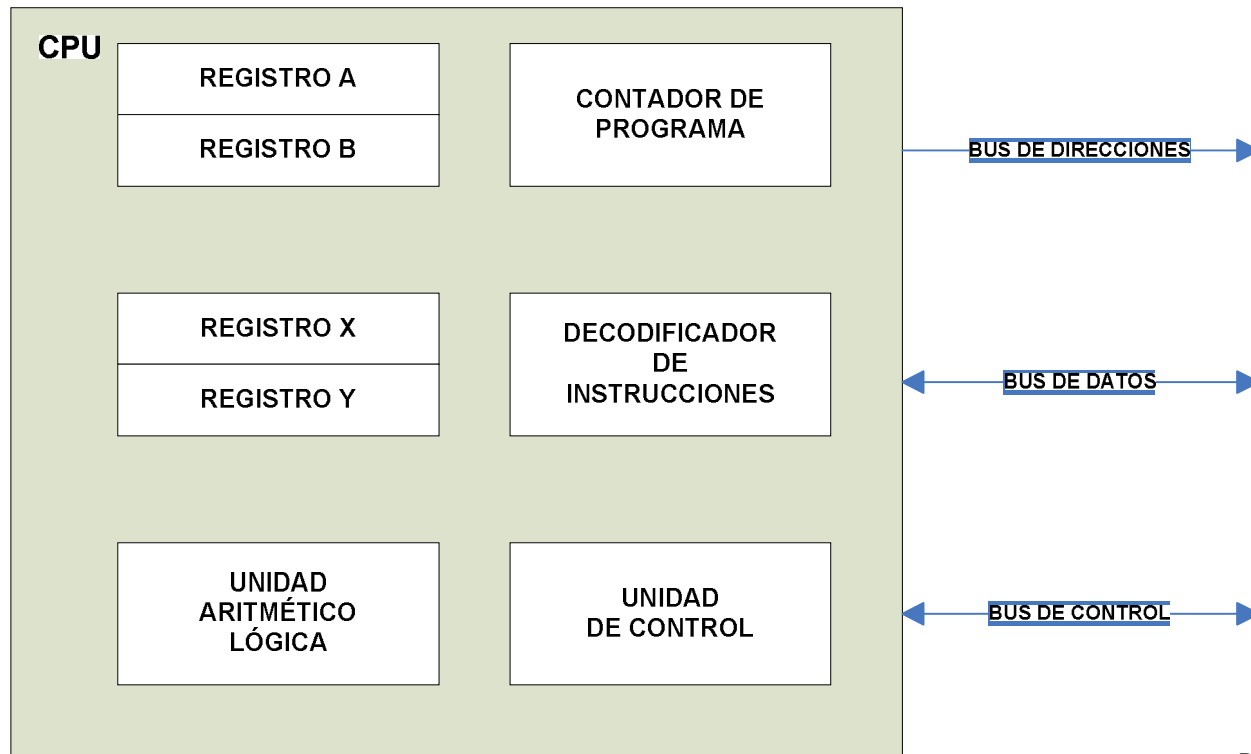 CPU
REGISTRO A
REGISTRO B
CONTADOR DE
PROGRAMA
BUS DE DIRECCIONES
REGISTRO X
REGISTRO Y
DECODIFICADOR
DE
INSTRUCCIONES
BUS DE DATOS
UNIDAD
ARITMÉTICO
LÓGICA
UNIDAD
DE CONTROL
BUS DE CONTROL